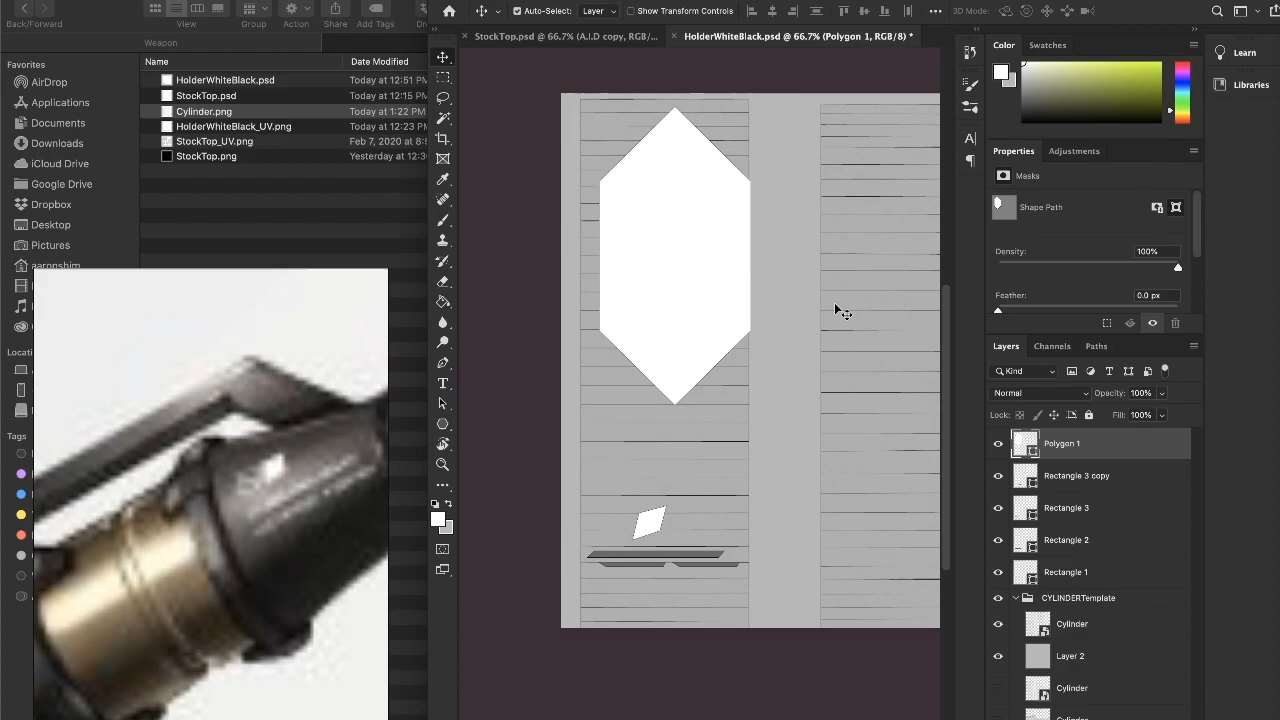 Back/Forward
View
Group
Action
Share
Add Tags
Weapon
Favorites
AirDrop
Applications
Documents
Downloads
iCloud Drive
Google Drive
Dropbox
Desktop
Pictures
aaronshim
Locati
Tags
Name
Date Modified
HolderWhiteBlack.psd
Today at 12:51 PM
StockTop.psd
Today at 12:15 PM
Cylinder.png
Today at 1:22 PM
HolderWhiteBlack_UV.png
Today at 12:23 PM
StockTop_UV.png
Feb 7, 2020 at 8:5
StockTop.png
Yesterday at 12:3
Auto-Select:
Layer
Show Transform Controls
3D Mode:
StockTop.psd @ 66.7% (A.I.D copy, RGB/...
HolderWhiteBlack.psd @ 66.7% (Polygon 1, RGB/8) *
Color
Swatches
Learn
Libraries
Properties
Adjustments
Masks
Shape Path
Density:
100%
Feather:
0.0 px
Layers
Channels
Paths
Kind
Normal
Opacity: 100%
Lock:
Fill: 100%
Polygon 1
Rectangle 3 copy
Rectangle 3
Rectangle 2
Rectangle 1
CYLINDERTemplate
Cylinder
Layer 2
Cylinder